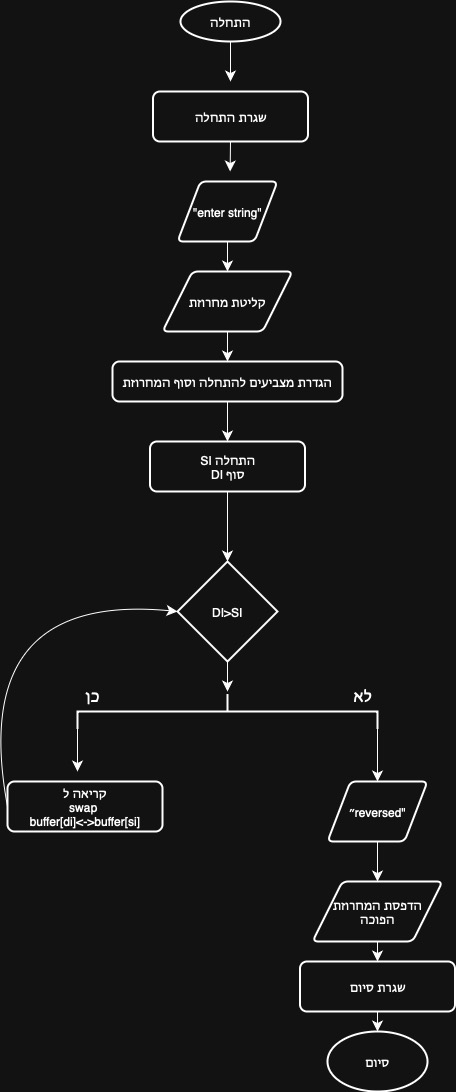 התחלה
שגרת התחלה
"enter string"
קליטת מחרוזת
הגדרת מצביעים להתחלה וסוף המחרוזת
התחלה SI
סוף DI
DI>SI
כן
לא
קריאה ל
swap
buffer[di]<->buffer[si]
“reversed"
הדפסת המחרוזת
הפוכה
שגרת סיום
סיום